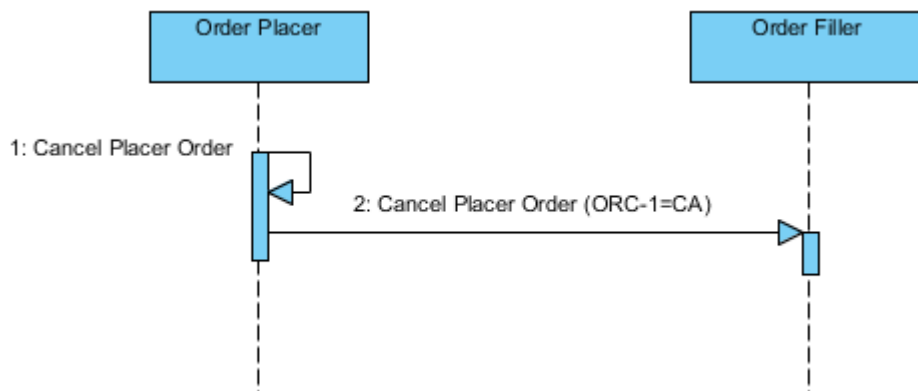 Order Placer
Order Filler
1: Cancel Placer Order
2: Cancel Placer Order (ORC-1=CA)